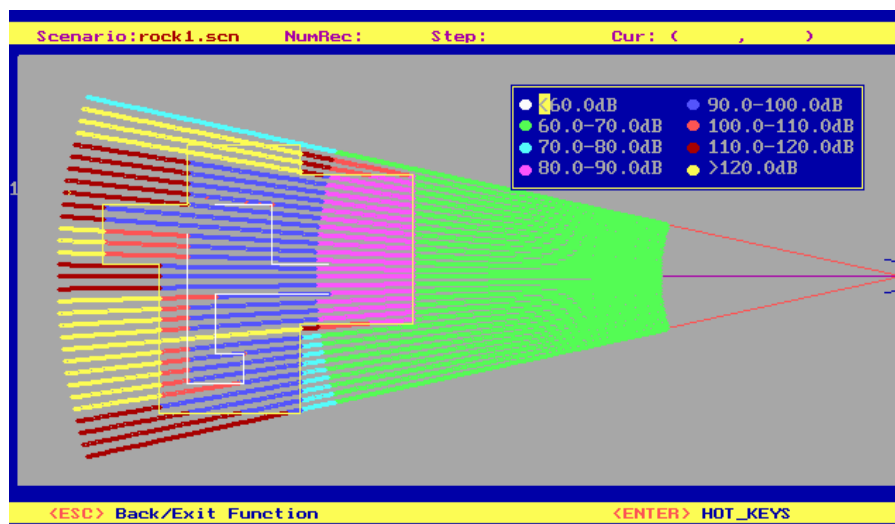 Scenario:rock1.scn NumRec: Step: Cur: ( , )
<60.0dB 90.0-100.0dB
60.0-70.0dB 100.0-110.0dB
70.0-80.0dB 110.0-120.0dB
80.0-90.0dB >120.0dB
1
<ESC> Back/Exit Function <ENTER> HOT_KEYS